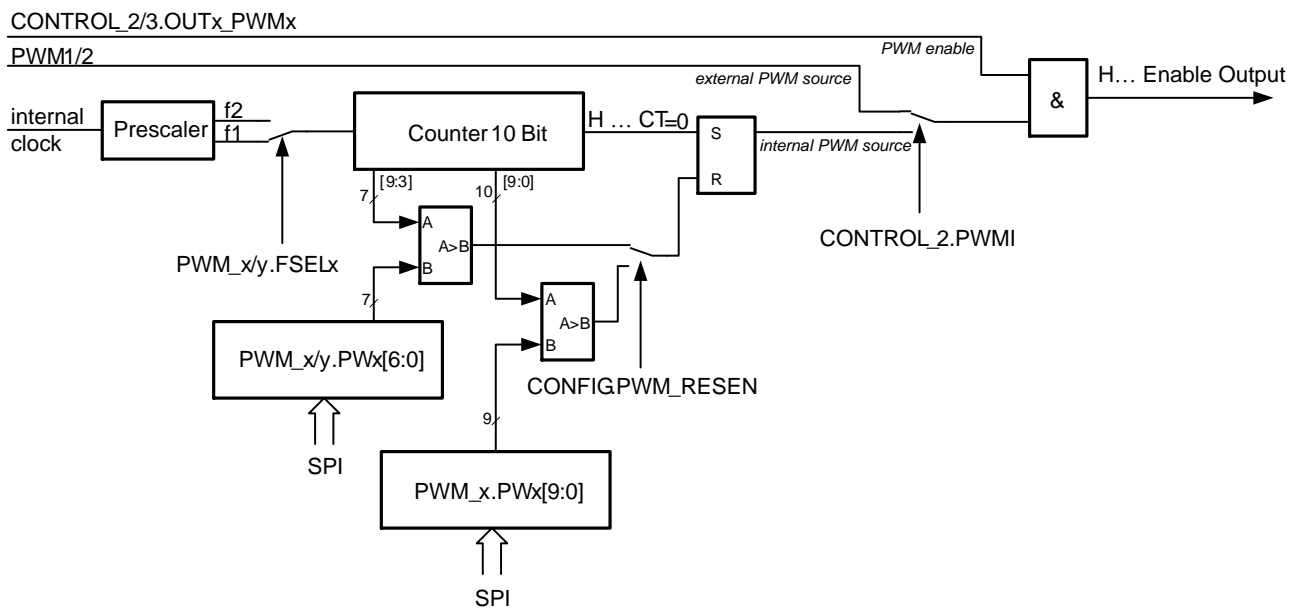 CONTROL_2/3.OUTx_PWMx
PWM enable
PWM1/2
external PWM source
H... Enable Output
&
internal
clock
Prescaler
f2
f1
Counter 10 Bit
H ... CT=0
S
R
internal PWM source
[9:3]
7
[9:0]
10
A
A>B
B
CONTROL_2.PWMI
PWM_x/y.FSELx
7
A
A>B
B
PWM_x/y.PWx[6:0]
CONFIG.PWM_RESEN
9
SPI
PWM_x.PWx[9:0]
SPI